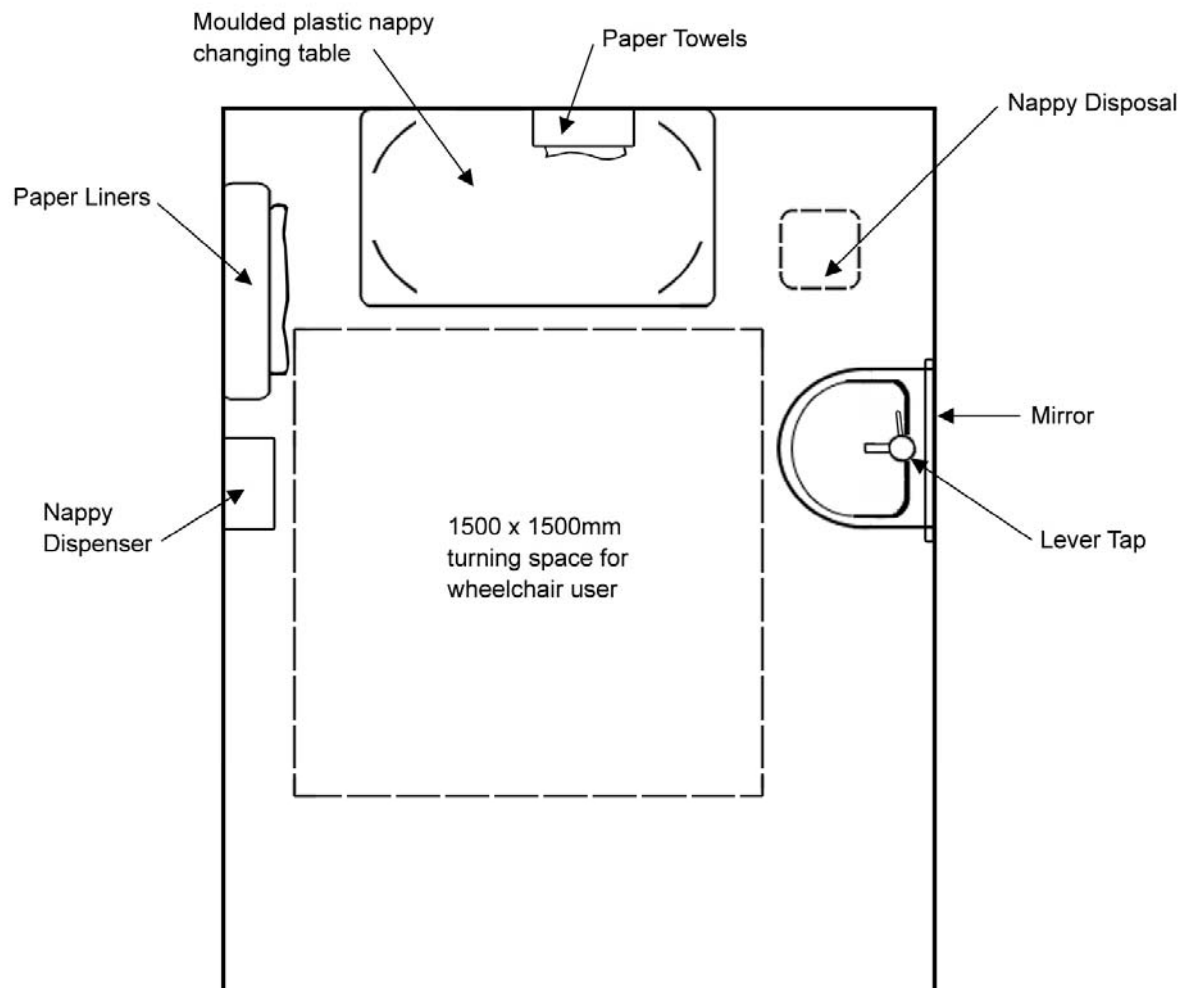 Moulded plastic nappy
changing table
Paper Towels
Nappy Disposal
Paper Liners
Mirror
Nappy
Dispenser
1500 x 1500mm
turning space for
wheelchair user
Lever Tap